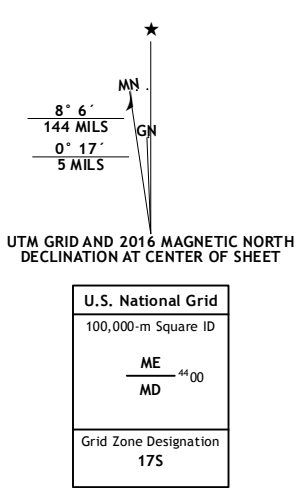 ★
MN
8° 6´
144 MILS
GN
0° 17´
5 MILS
UTM GRID AND 2016 MAGNETIC NORTH
DECLINATION AT CENTER OF SHEET
U.S. National Grid
100,000-m Square ID
ME
⁴⁴00
MD
Grid Zone Designation
17S